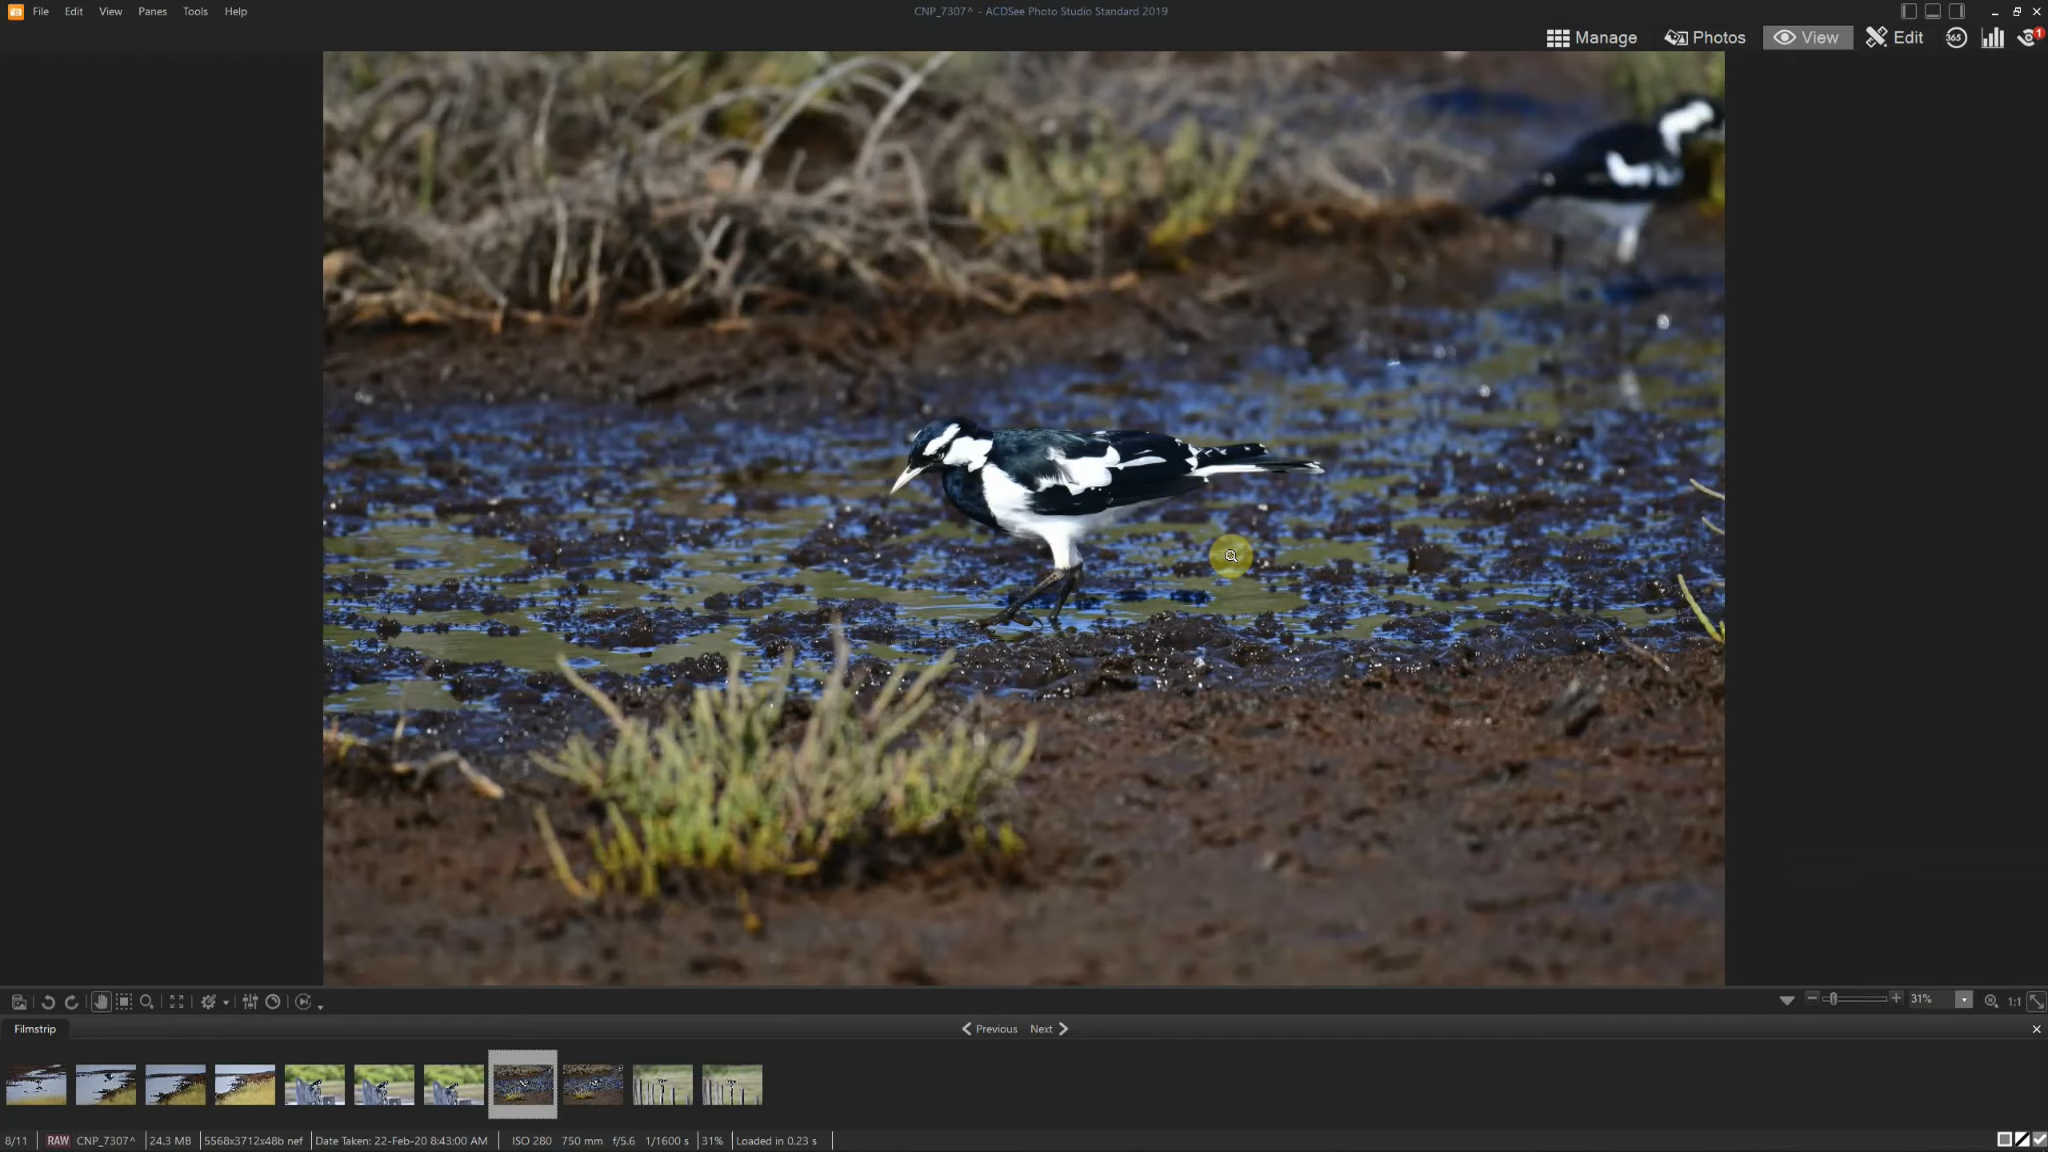 File Edit View Panes Tools Help
CNP_7307^ - ACDSee Photo Studio Standard 2019
Manage Photos View Edit 365 1
31% 1:1
Filmstrip
Previous Next
8/11 RAW CNP_7307^ 24.3 MB 5568x3712x48b nef Date Taken: 22-Feb-20 8:43:00 AM ISO 280 750 mm f/5.6 1/1600 s 31% Loaded in 0.23 s